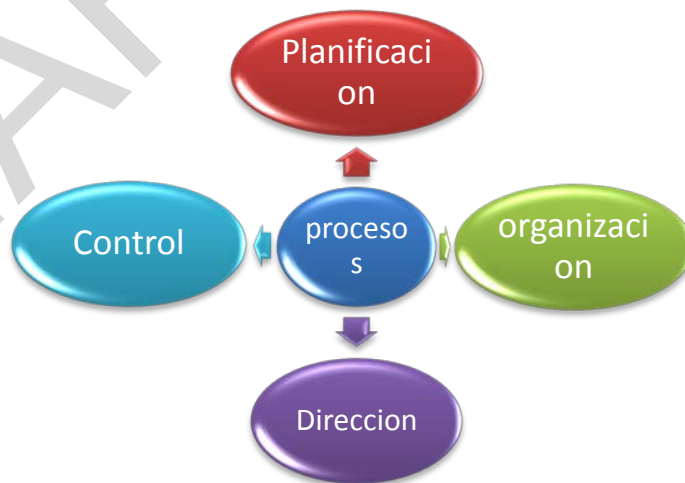 Planificaci
on
Control
proceso
s
organizaci
on
Direccion